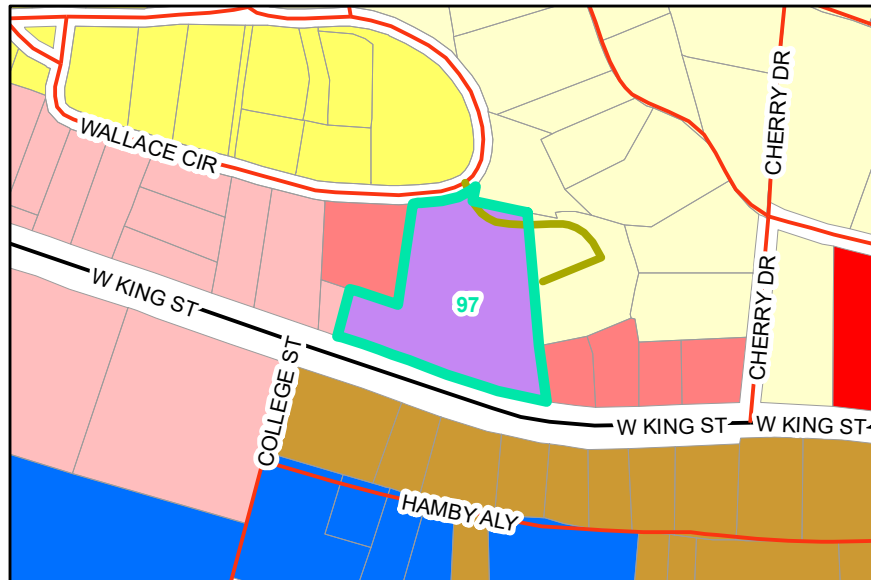 CHERRY DR
WALLACE CIR
W KING ST
97
CHERRY DR
COLLEGE ST
W KING ST
W KING ST
HAMBY ALY